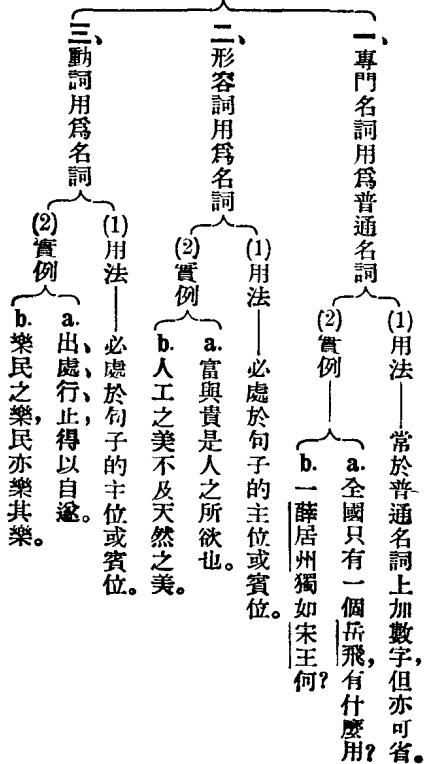 一、專門名詞用爲普通名詞
(1)用法——常於普通名詞上加數字，但亦可省。
(2)實例
a.全國只有一個岳飛，有什麼用？
b.一薛居州獨如宋王何？
二、形容詞用爲名詞
(1)用法——必處於句子的主位或賓位。
(2)實例
a.富與貴是人之所欲也。
b.人工之美不及天然之美。
三、動詞用爲名詞
(1)用法——必處於句子的主位或賓位。
(2)實例
a.出、處、行、止，得以自遂。
b.樂民之樂，民亦樂其樂。